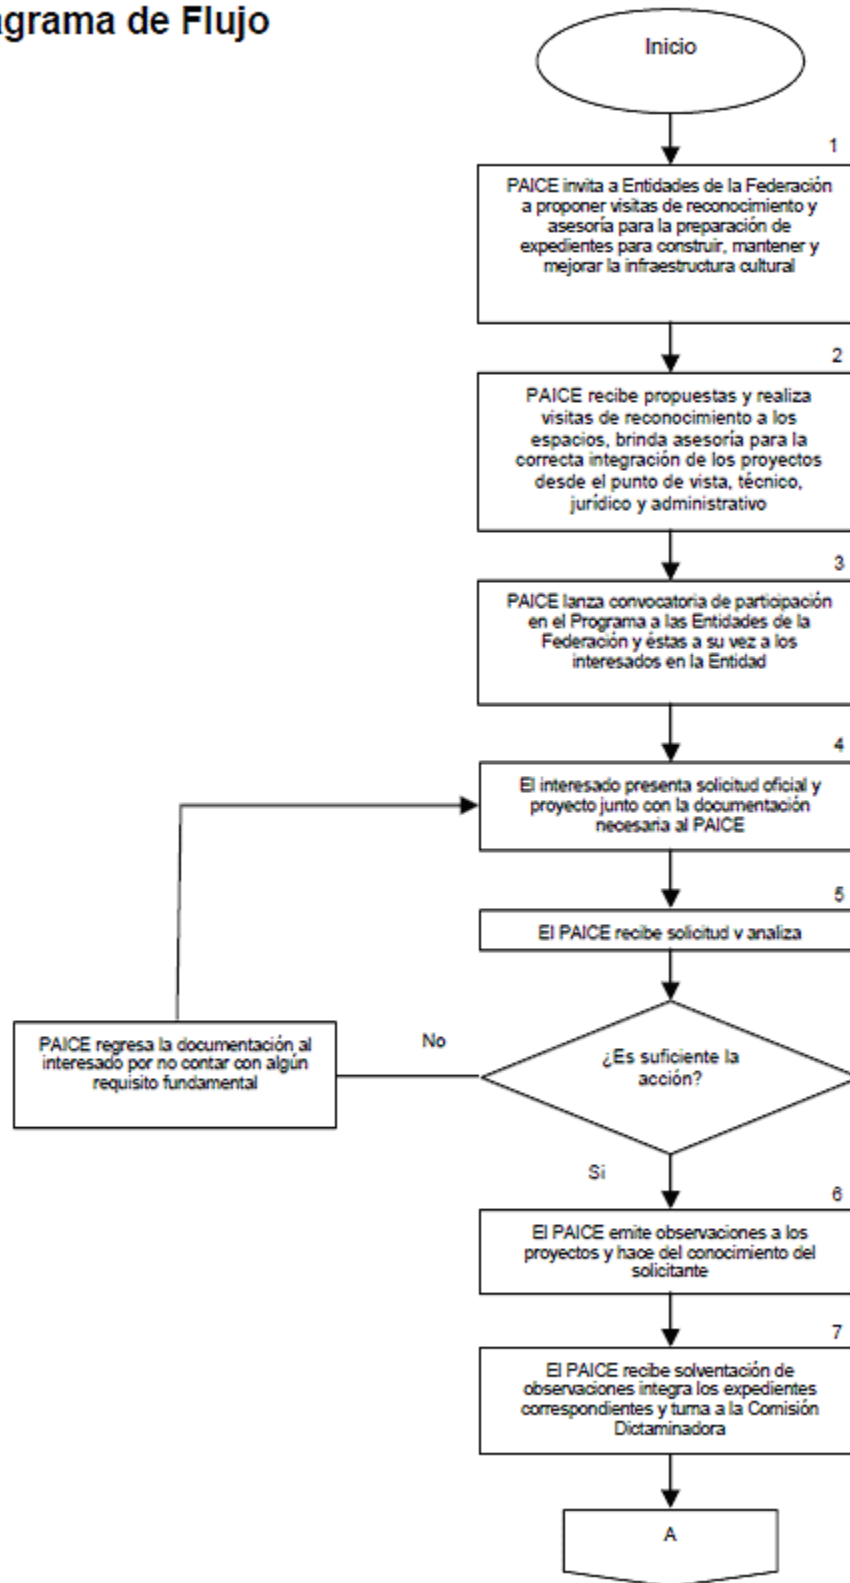 agrama de Flujo
Inicio
1
PAICE invita a Entidades de la Federación
a proponer visitas de reconocimiento y
asesoría para la preparación de
expedientes para construir, mantener y
mejorar la infraestructura cultural
2
PAICE recibe propuestas y realiza
visitas de reconocimiento a los
espacios, brinda asesoría para la
correcta integración de los proyectos
desde el punto de vista, técnico,
jurídico y administrativo
3
PAICE lanza convocatoria de participación
en el Programa a las Entidades de la
Federación y éstas a su vez a los
interesados en la Entidad
4
El interesado presenta solicitud oficial y
proyecto junto con la documentación
necesaria al PAICE
5
El PAICE recibe solicitud y analiza
¿Es suficiente la
acción?
No
PAICE regresa la documentación al
interesado por no contar con algún
requisito fundamental
Si
6
El PAICE emite observaciones a los
proyectos y hace del conocimiento del
solicitante
7
El PAICE recibe solventación de
observaciones integra los expedientes
correspondientes y turna a la Comisión
Dictaminadora
A